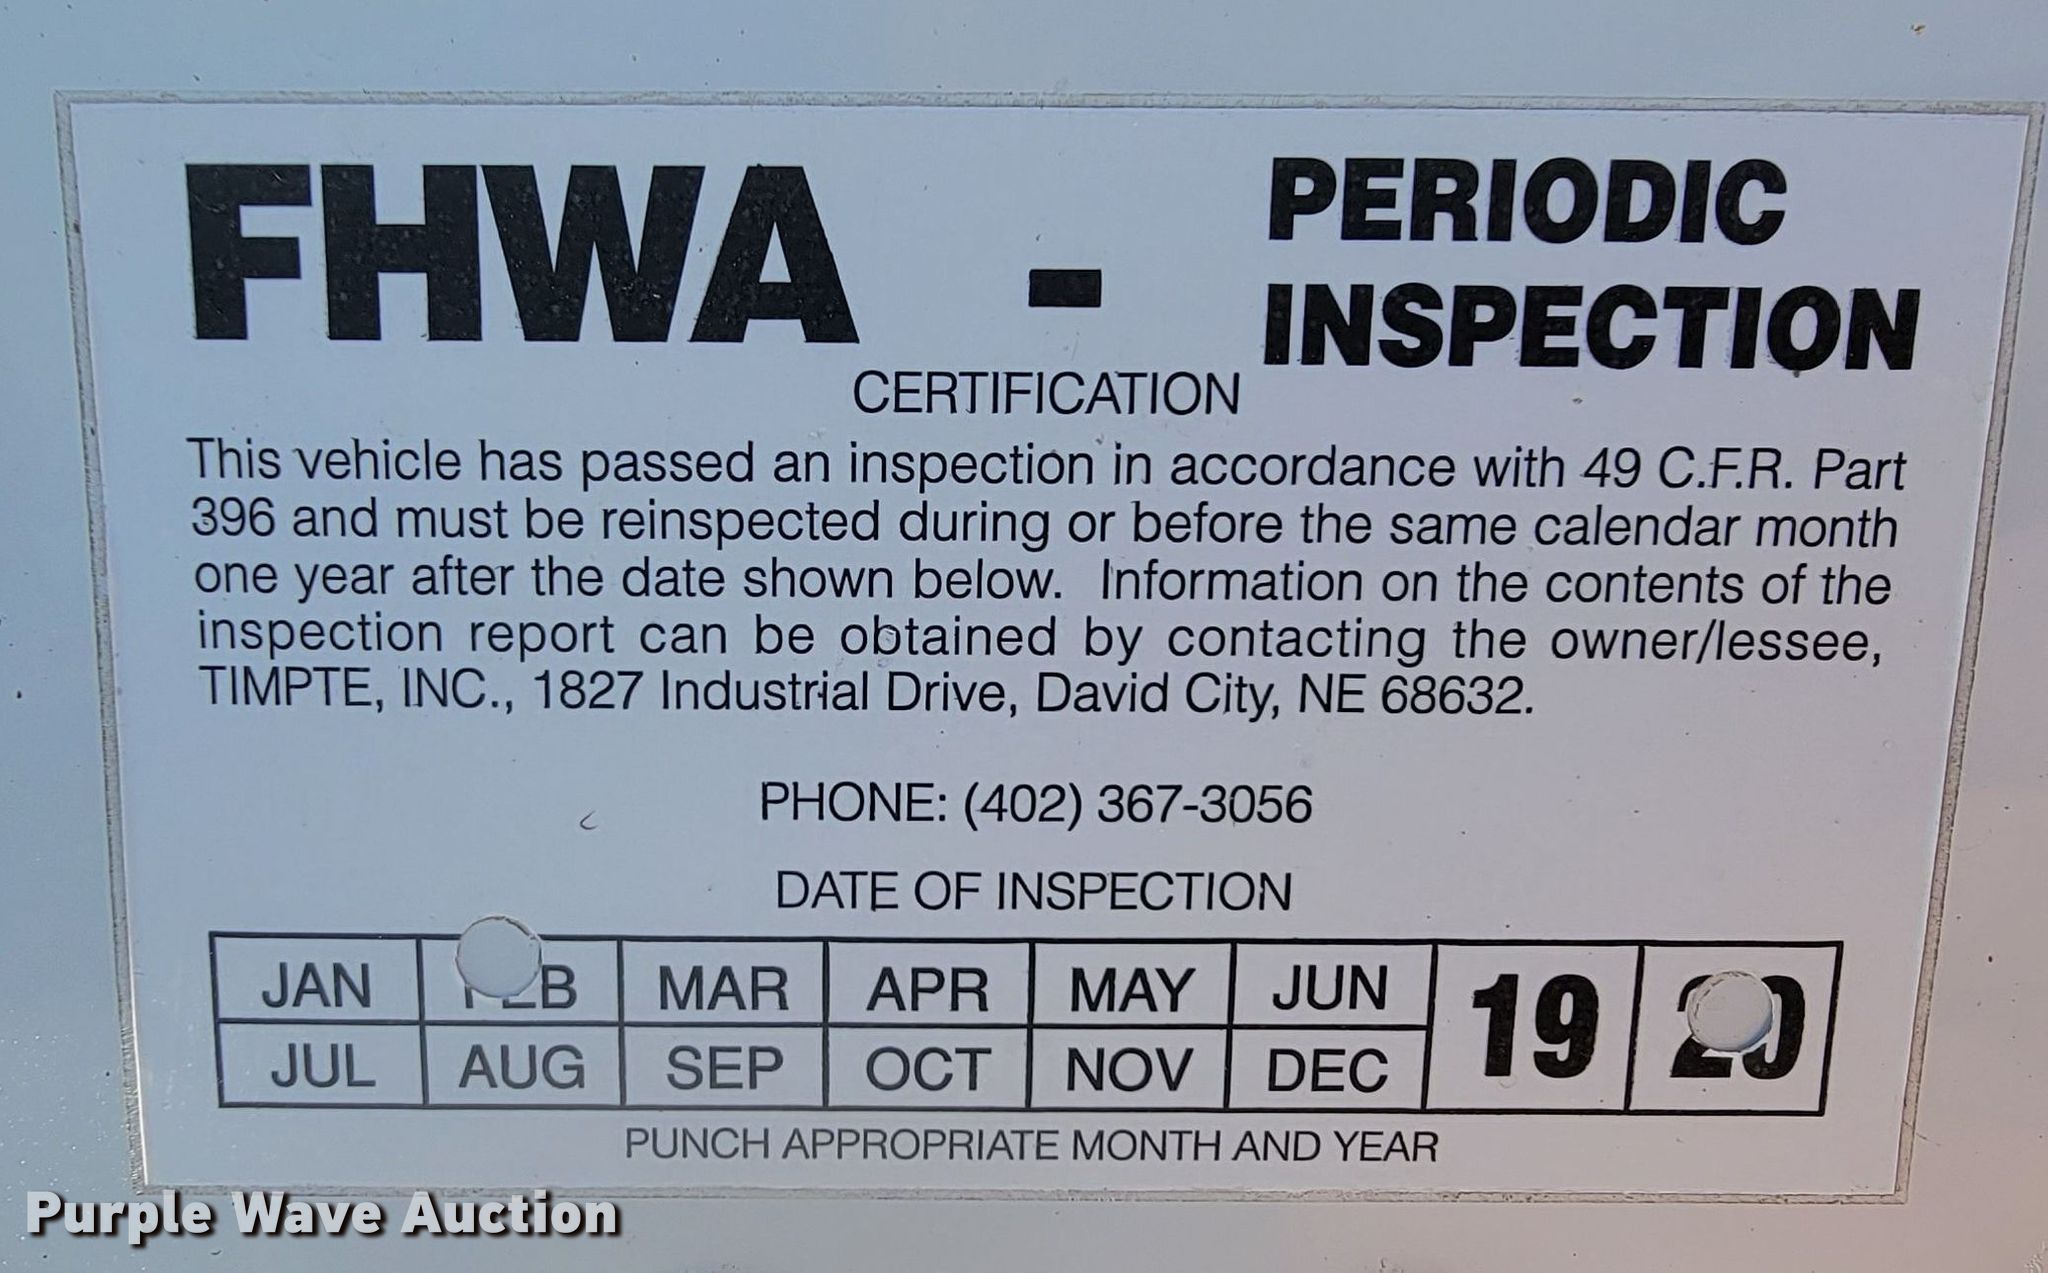 FHWA - PERIODIC
INSPECTION
CERTIFICATION
This vehicle has passed an inspection in accordance with 49 C.F.R. Part
396 and must be reinspected during or before the same calendar month
one year after the date shown below. Information on the contents of the
inspection report can be obtained by contacting the owner/lessee,
TIMPTE, INC., 1827 Industrial Drive, David City, NE 68632.
PHONE: (402) 367-3056
DATE OF INSPECTION
JAN FEB MAR APR MAY JUN 19 20
JUL AUG SEP OCT NOV DEC
PUNCH APPROPRIATE MONTH AND YEAR
Purple Wave Auction